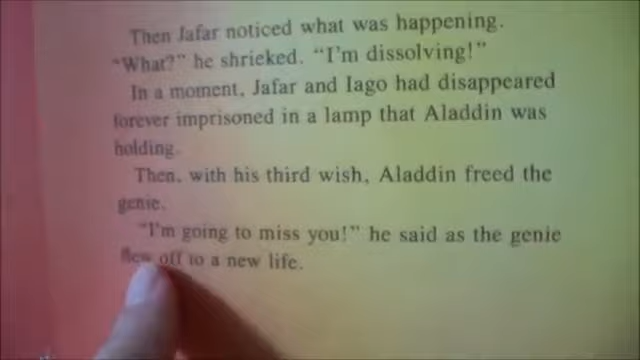 Then Jafar noticed what was happening.
"What?" he shrieked. "I'm dissolving!"
In a moment, Jafar and Iago had disappeared
forever imprisoned in a lamp that Aladdin was
holding.
Then, with his third wish, Aladdin freed the
genie.
"I'm going to miss you!" he said as the genie
flew off to a new life.